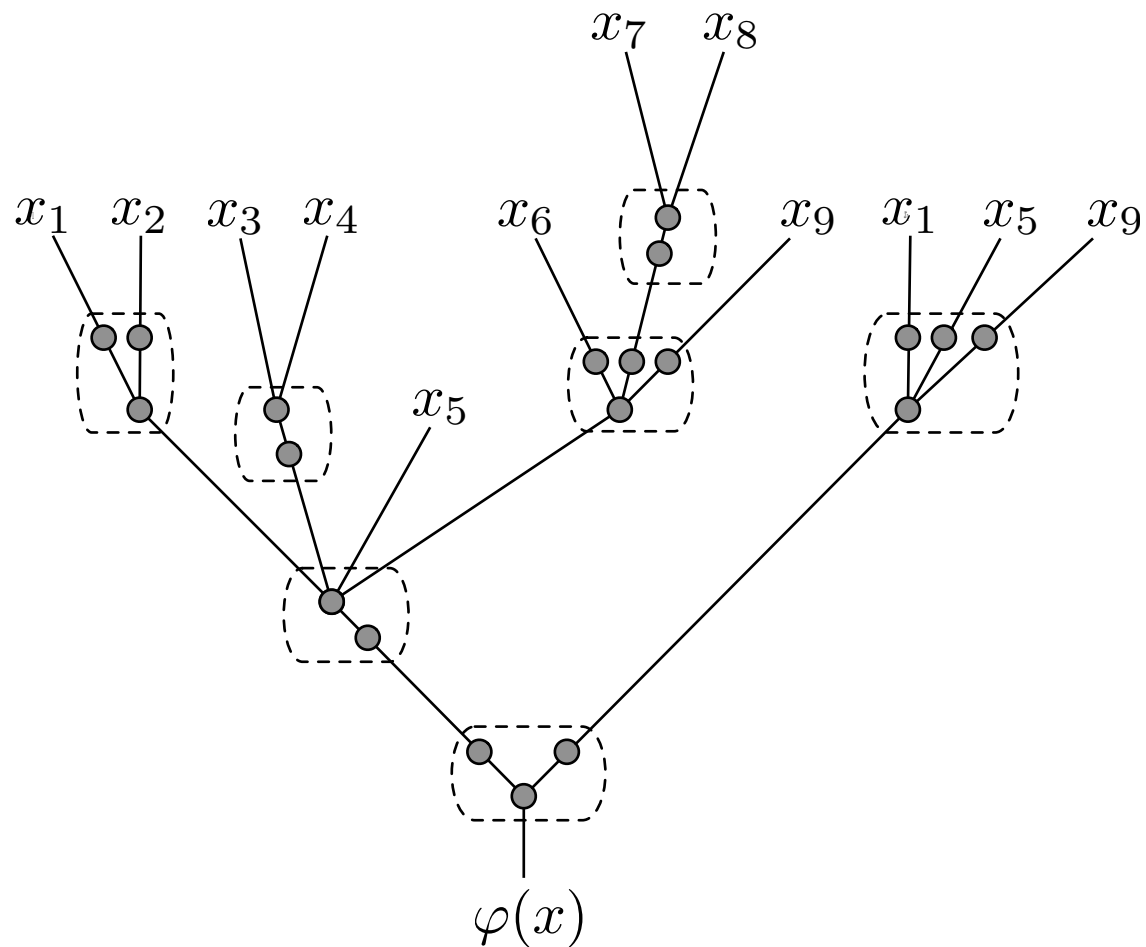 x₇ x₈
x₁ x₂ x₃ x₄ x₆ x₉ x₁ x₅ x₉
x₅
φ(x)